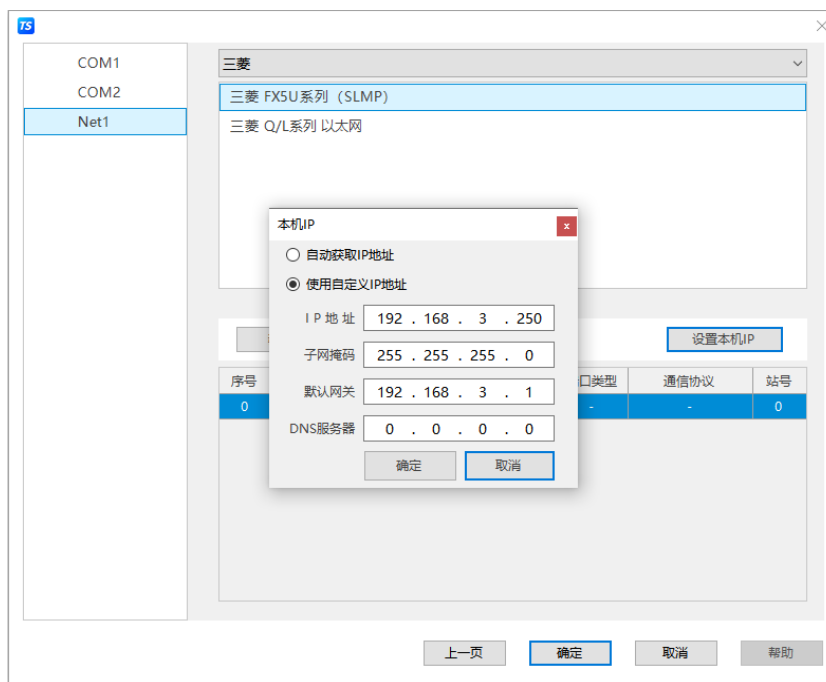 TS
COM1
COM2
Net1
三菱
三菱 FX5U系列（SLMP）
三菱 Q/L系列 以太网
本机IP
自动获取IP地址
使用自定义IP地址
IP地址 192 . 168 . 3 . 250
子网掩码 255 . 255 . 255 . 0
默认网关 192 . 168 . 3 . 1
DNS服务器 0 . 0 . 0 . 0
确定 取消
设置本机IP
序号 口类型 通信协议 站号
0 - - 0
上一页 确定 取消 帮助